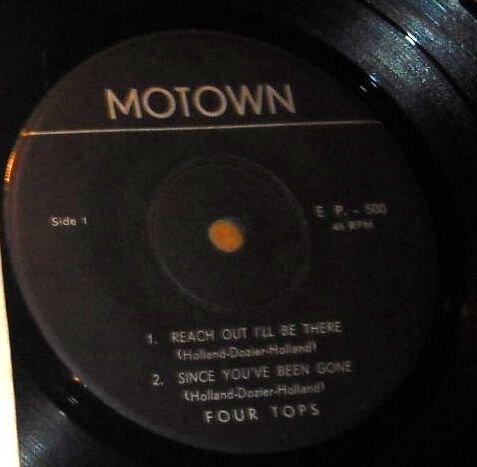 MOTOWN
Side 1
E P. - 500
45 RPM
1. REACH OUT I'LL BE THERE
(Holland-Dozier-Holland)
2. SINCE YOU'VE BEEN GONE
(Holland-Dozier-Holland)
FOUR TOPS